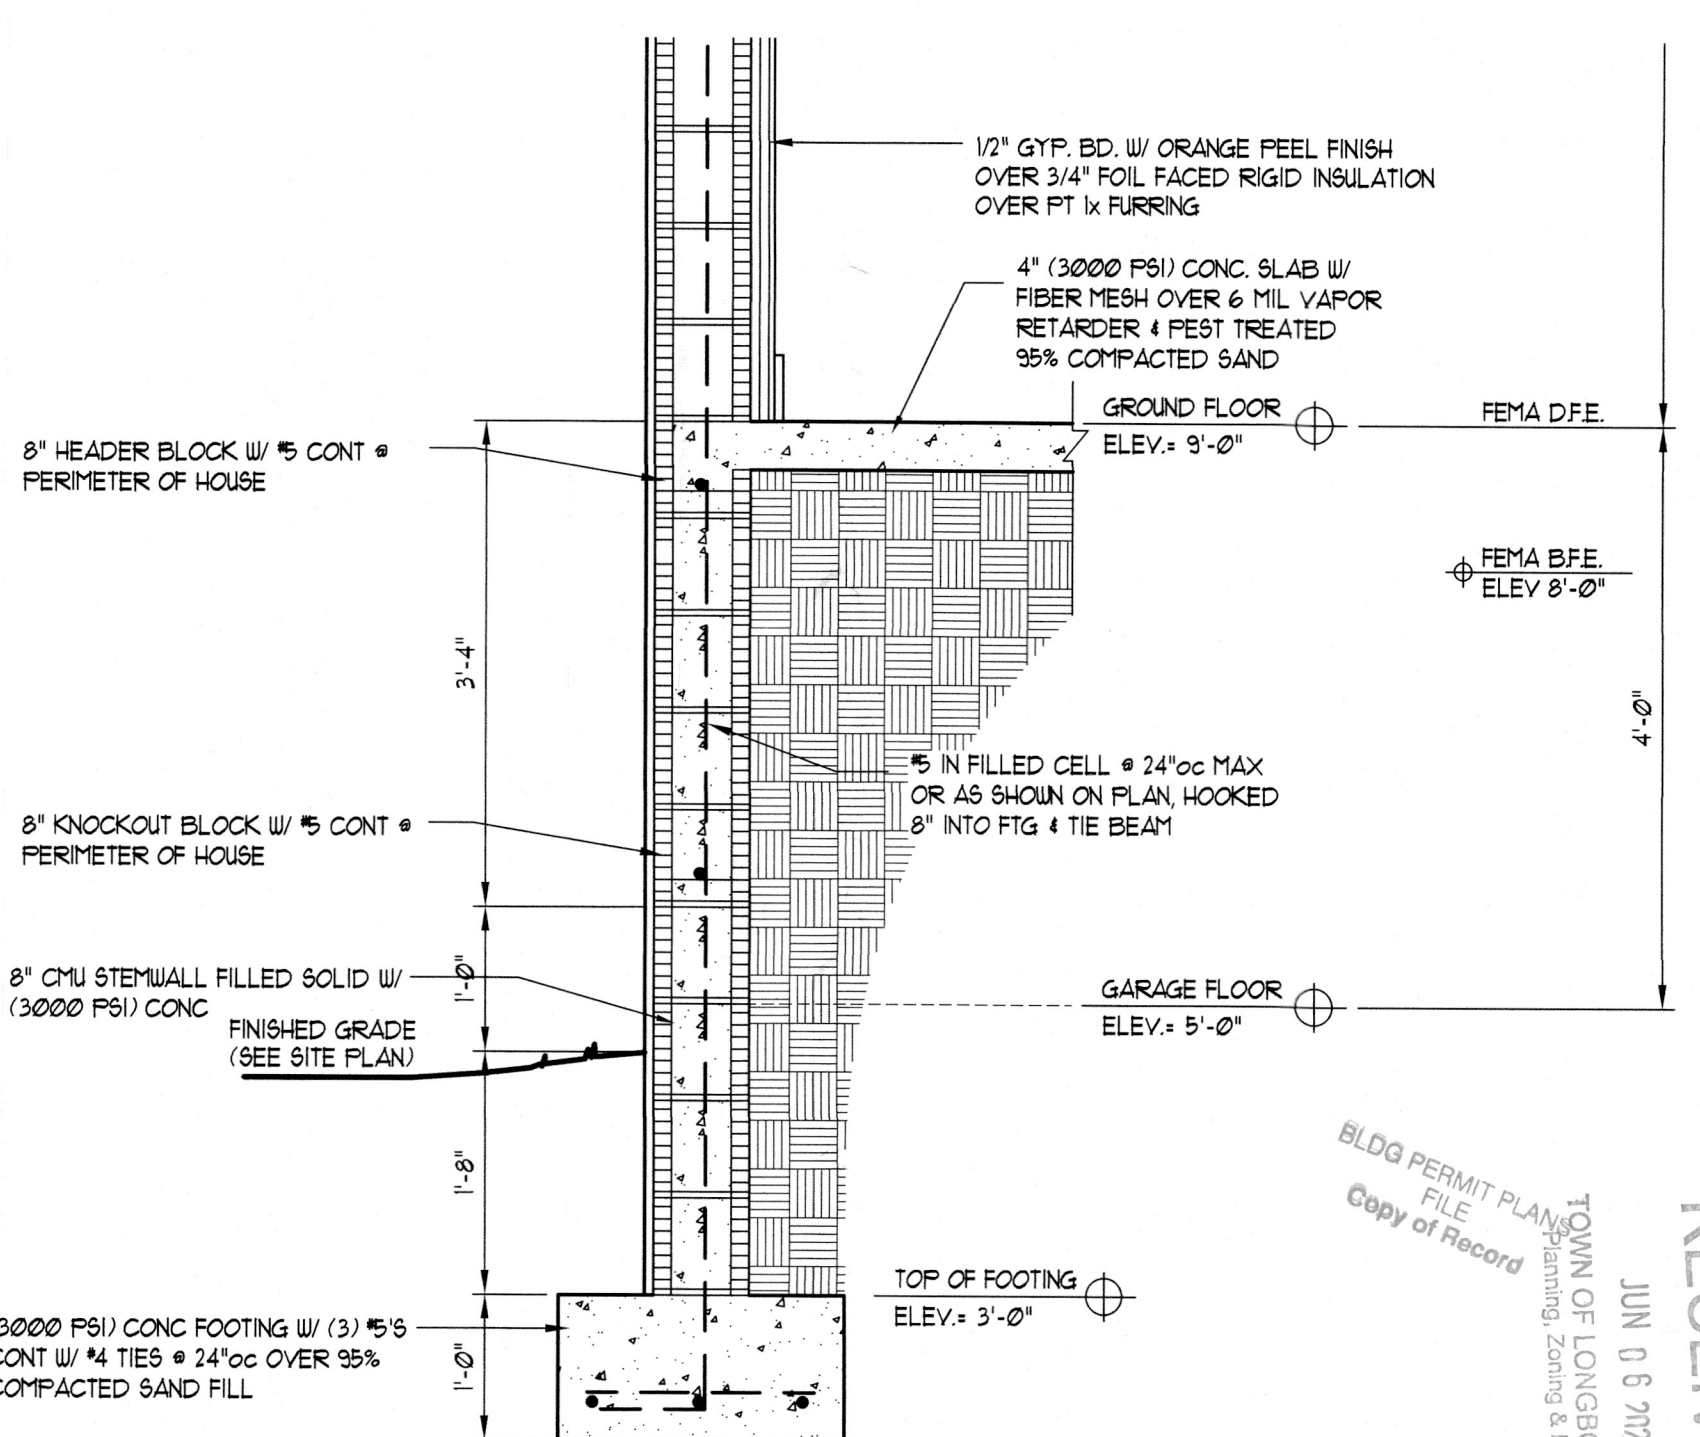 1/2" GYP. BD. W/ ORANGE PEEL FINISH
OVER 3/4" FOIL FACED RIGID INSULATION
OVER PT 1x FURRING
4" (3000 PSI) CONC. SLAB W/
FIBER MESH OVER 6 MIL VAPOR
RETARDER & PEST TREATED
95% COMPACTED SAND
GROUND FLOOR
ELEV.= 9'-0"
FEMA D.F.E.
8" HEADER BLOCK W/ #5 CONT @
PERIMETER OF HOUSE
FEMA B.F.E.
ELEV 8'-0"
3'-4"
4'-0"
#5 IN FILLED CELL @ 24"oc MAX
OR AS SHOWN ON PLAN, HOOKED
8" INTO FTG & TIE BEAM
8" KNOCKOUT BLOCK W/ #5 CONT @
PERIMETER OF HOUSE
8" CMU STEMWALL FILLED SOLID W/
(3000 PSI) CONC
1'-0"
GARAGE FLOOR
ELEV.= 5'-0"
FINISHED GRADE
(SEE SITE PLAN)
1'-8"
BLDG PERMIT PLANS
FILE
Copy of Record
TOP OF FOOTING
ELEV.= 3'-0"
3000 PSI) CONC FOOTING W/ (3) #5'S
CONT W/ #4 TIES @ 24"oc OVER 95%
COMPACTED SAND FILL
1'-0"
TOWN OF
Planning, Zoning &
JUN 06